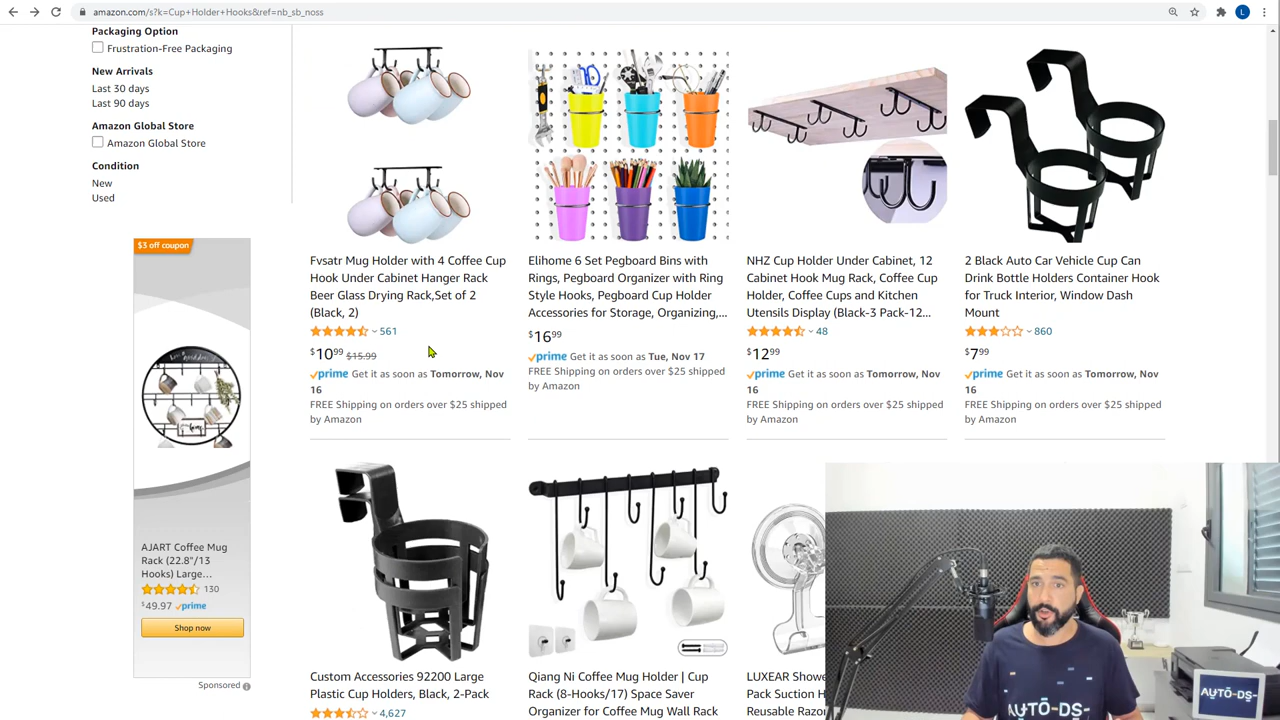 amazon.com/s?k=Cup+Holder+Hooks&ref=nb_sb_noss
L
Packaging Option
Frustration-Free Packaging
New Arrivals
Last 30 days
Last 90 days
Amazon Global Store
Amazon Global Store
Condition
New
Used
$3 off coupon
AJART Coffee Mug
Rack (22.8"/13
Hooks) Large...
130
$49.97 prime
Shop now
Sponsored
Fvsatr Mug Holder with 4 Coffee Cup
Hook Under Cabinet Hanger Rack
Beer Glass Drying Rack,Set of 2
(Black, 2)
561
$10.99 $15.99
prime Get it as soon as Tomorrow, Nov
16
FREE Shipping on orders over $25 shipped
by Amazon
Elihome 6 Set Pegboard Bins with
Rings, Pegboard Organizer with Ring
Style Hooks, Pegboard Cup Holder
Accessories for Storage, Organizing,...
$16.99
prime Get it as soon as Tue, Nov 17
FREE Shipping on orders over $25 shipped
by Amazon
NHZ Cup Holder Under Cabinet, 12
Cabinet Hook Mug Rack, Coffee Cup
Holder, Coffee Cups and Kitchen
Utensils Display (Black-3 Pack-12...
48
$12.99
prime Get it as soon as Tomorrow, Nov
16
FREE Shipping on orders over $25 shipped
by Amazon
2 Black Auto Car Vehicle Cup Can
Drink Bottle Holders Container Hook
for Truck Interior, Window Dash
Mount
860
$7.99
prime Get it as soon as Tomorrow, Nov
16
FREE Shipping on orders over $25 shipped
by Amazon
Custom Accessories 92200 Large
Plastic Cup Holders, Black, 2-Pack
4,627
Qiang Ni Coffee Mug Holder | Cup
Rack (8-Hooks/17) Space Saver
Organizer for Coffee Mug Wall Rack
LUXEAR Showe
Pack Suction H
Reusable Razor
AUTO-DS-
AUTO-DS-